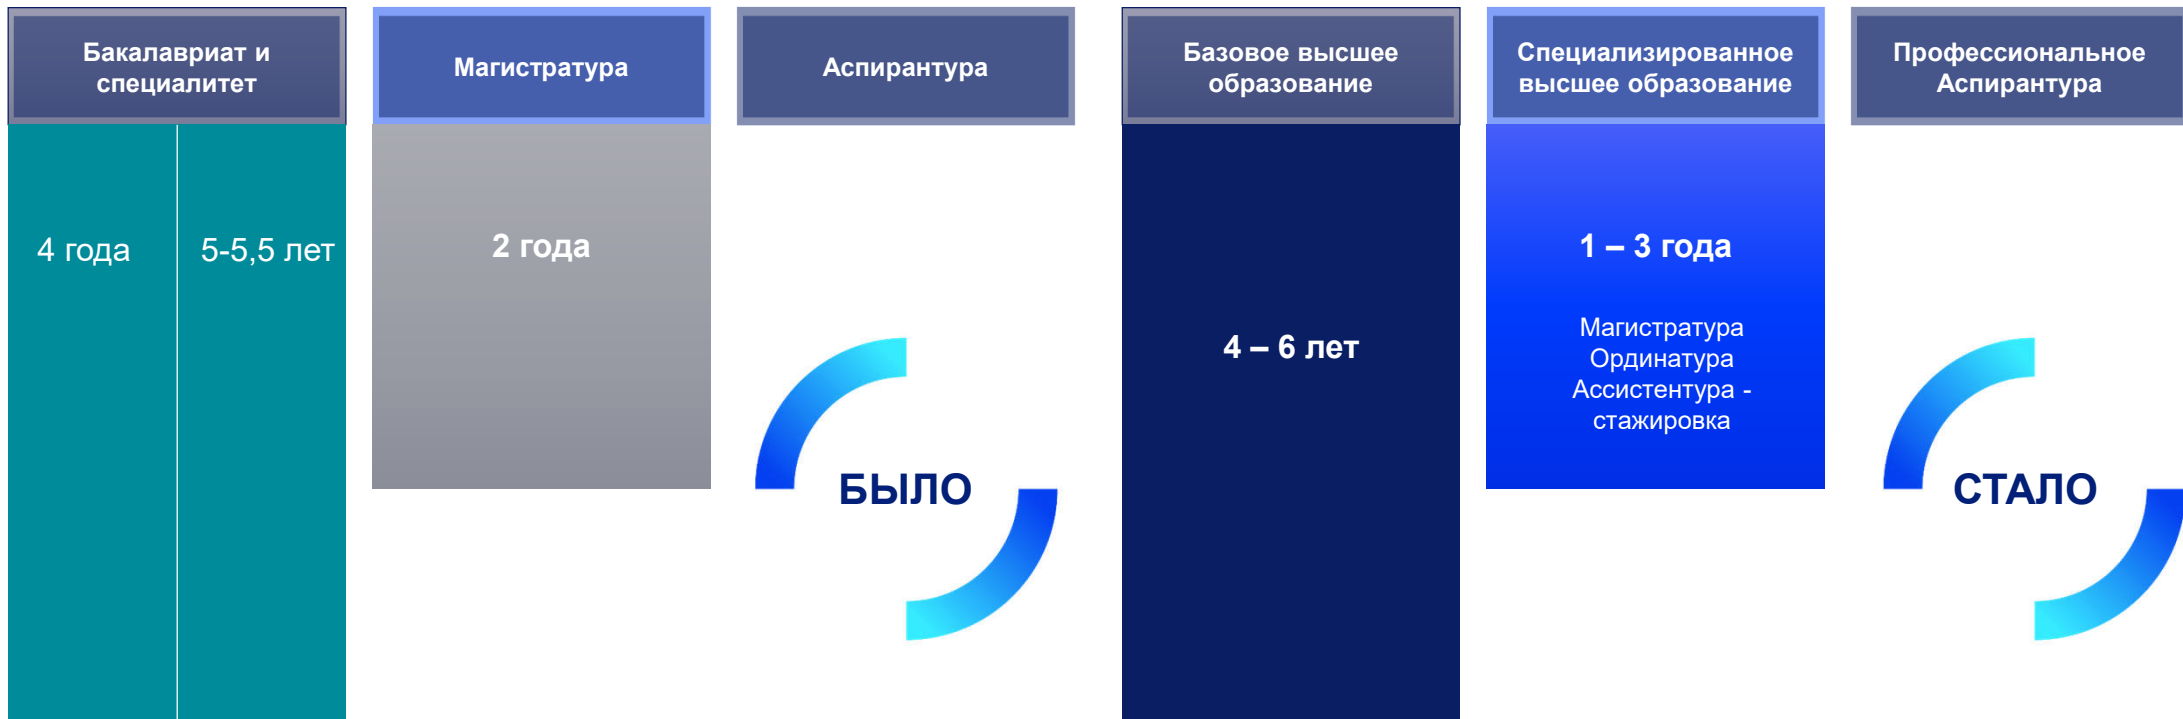 Бакалавриат и
специалитет
Магистратура
Аспирантура
Базовое высшее
образование
Специализированное
высшее образование
Профессиональное
Аспирантура
4 года
5-5,5 лет
2 года
БЫЛО
4 – 6 лет
1 – 3 года
Магистратура
Ординатура
Ассистентура -
стажировка
СТАЛО